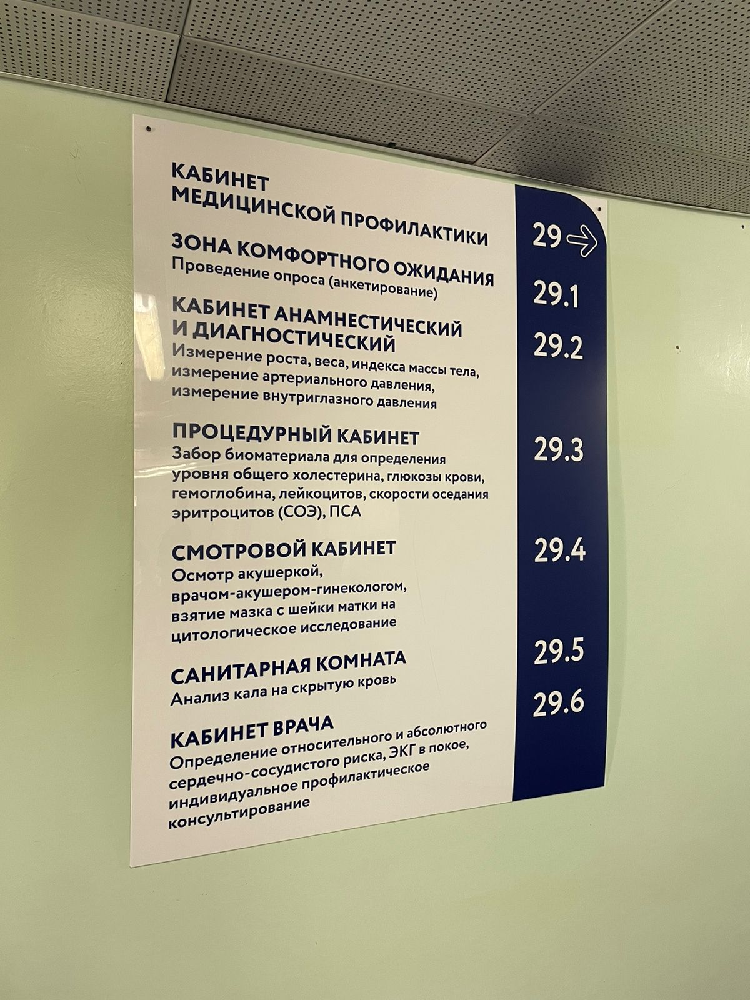 КАБИНЕТ
МЕДИЦИНСКОЙ ПРОФИЛАКТИКИ 29
ЗОНА КОМФОРТНОГО ОЖИДАНИЯ 29.1
Проведение опроса (анкетирование)
КАБИНЕТ АНАМНЕСТИЧЕСКИЙ 29.2
И ДИАГНОСТИЧЕСКИЙ
Измерение роста, веса, индекса массы тела,
измерение артериального давления,
измерение внутриглазного давления
ПРОЦЕДУРНЫЙ КАБИНЕТ 29.3
Забор биоматериала для определения
уровня общего холестерина, глюкозы крови,
гемоглобина, лейкоцитов, скорости оседания
эритроцитов (СОЭ), ПСА
СМОТРОВОЙ КАБИНЕТ 29.4
Осмотр акушеркой,
врачом-акушером-гинекологом,
взятие мазка с шейки матки на
цитологическое исследование
САНИТАРНАЯ КОМНАТА 29.5
Анализ кала на скрытую кровь
КАБИНЕТ ВРАЧА 29.6
Определение относительного и абсолютного
сердечно-сосудистого риска, ЭКГ в покое,
индивидуальное профилактическое
консультирование